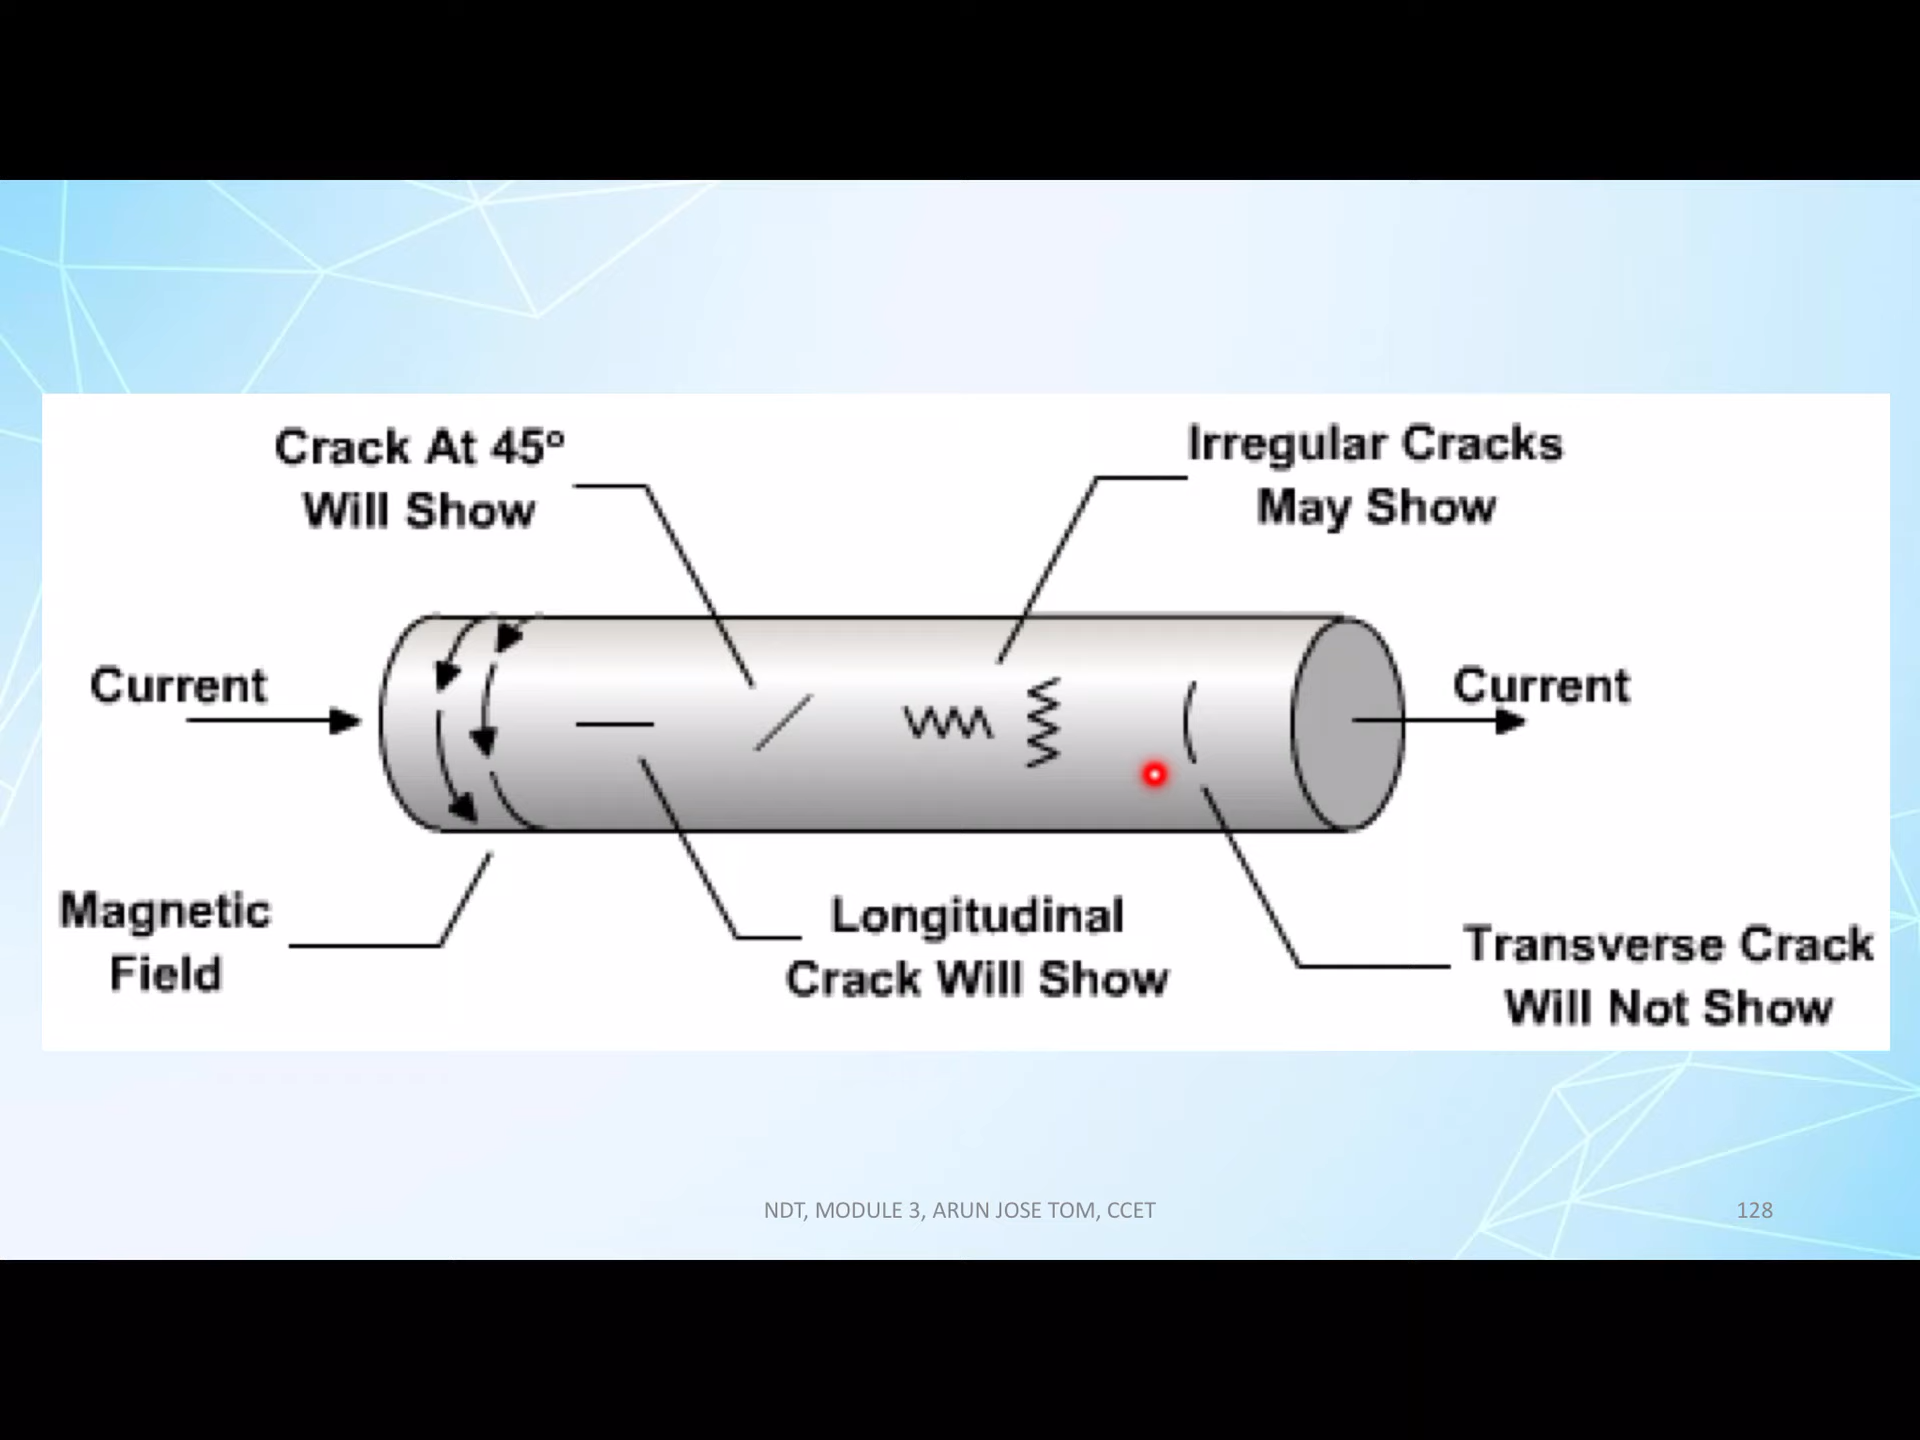 Crack At 45º
Will Show
Irregular Cracks
May Show
Current
Current
Magnetic
Field
Longitudinal
Crack Will Show
Transverse Crack
Will Not Show
NDT, MODULE 3, ARUN JOSE TOM, CCET
128